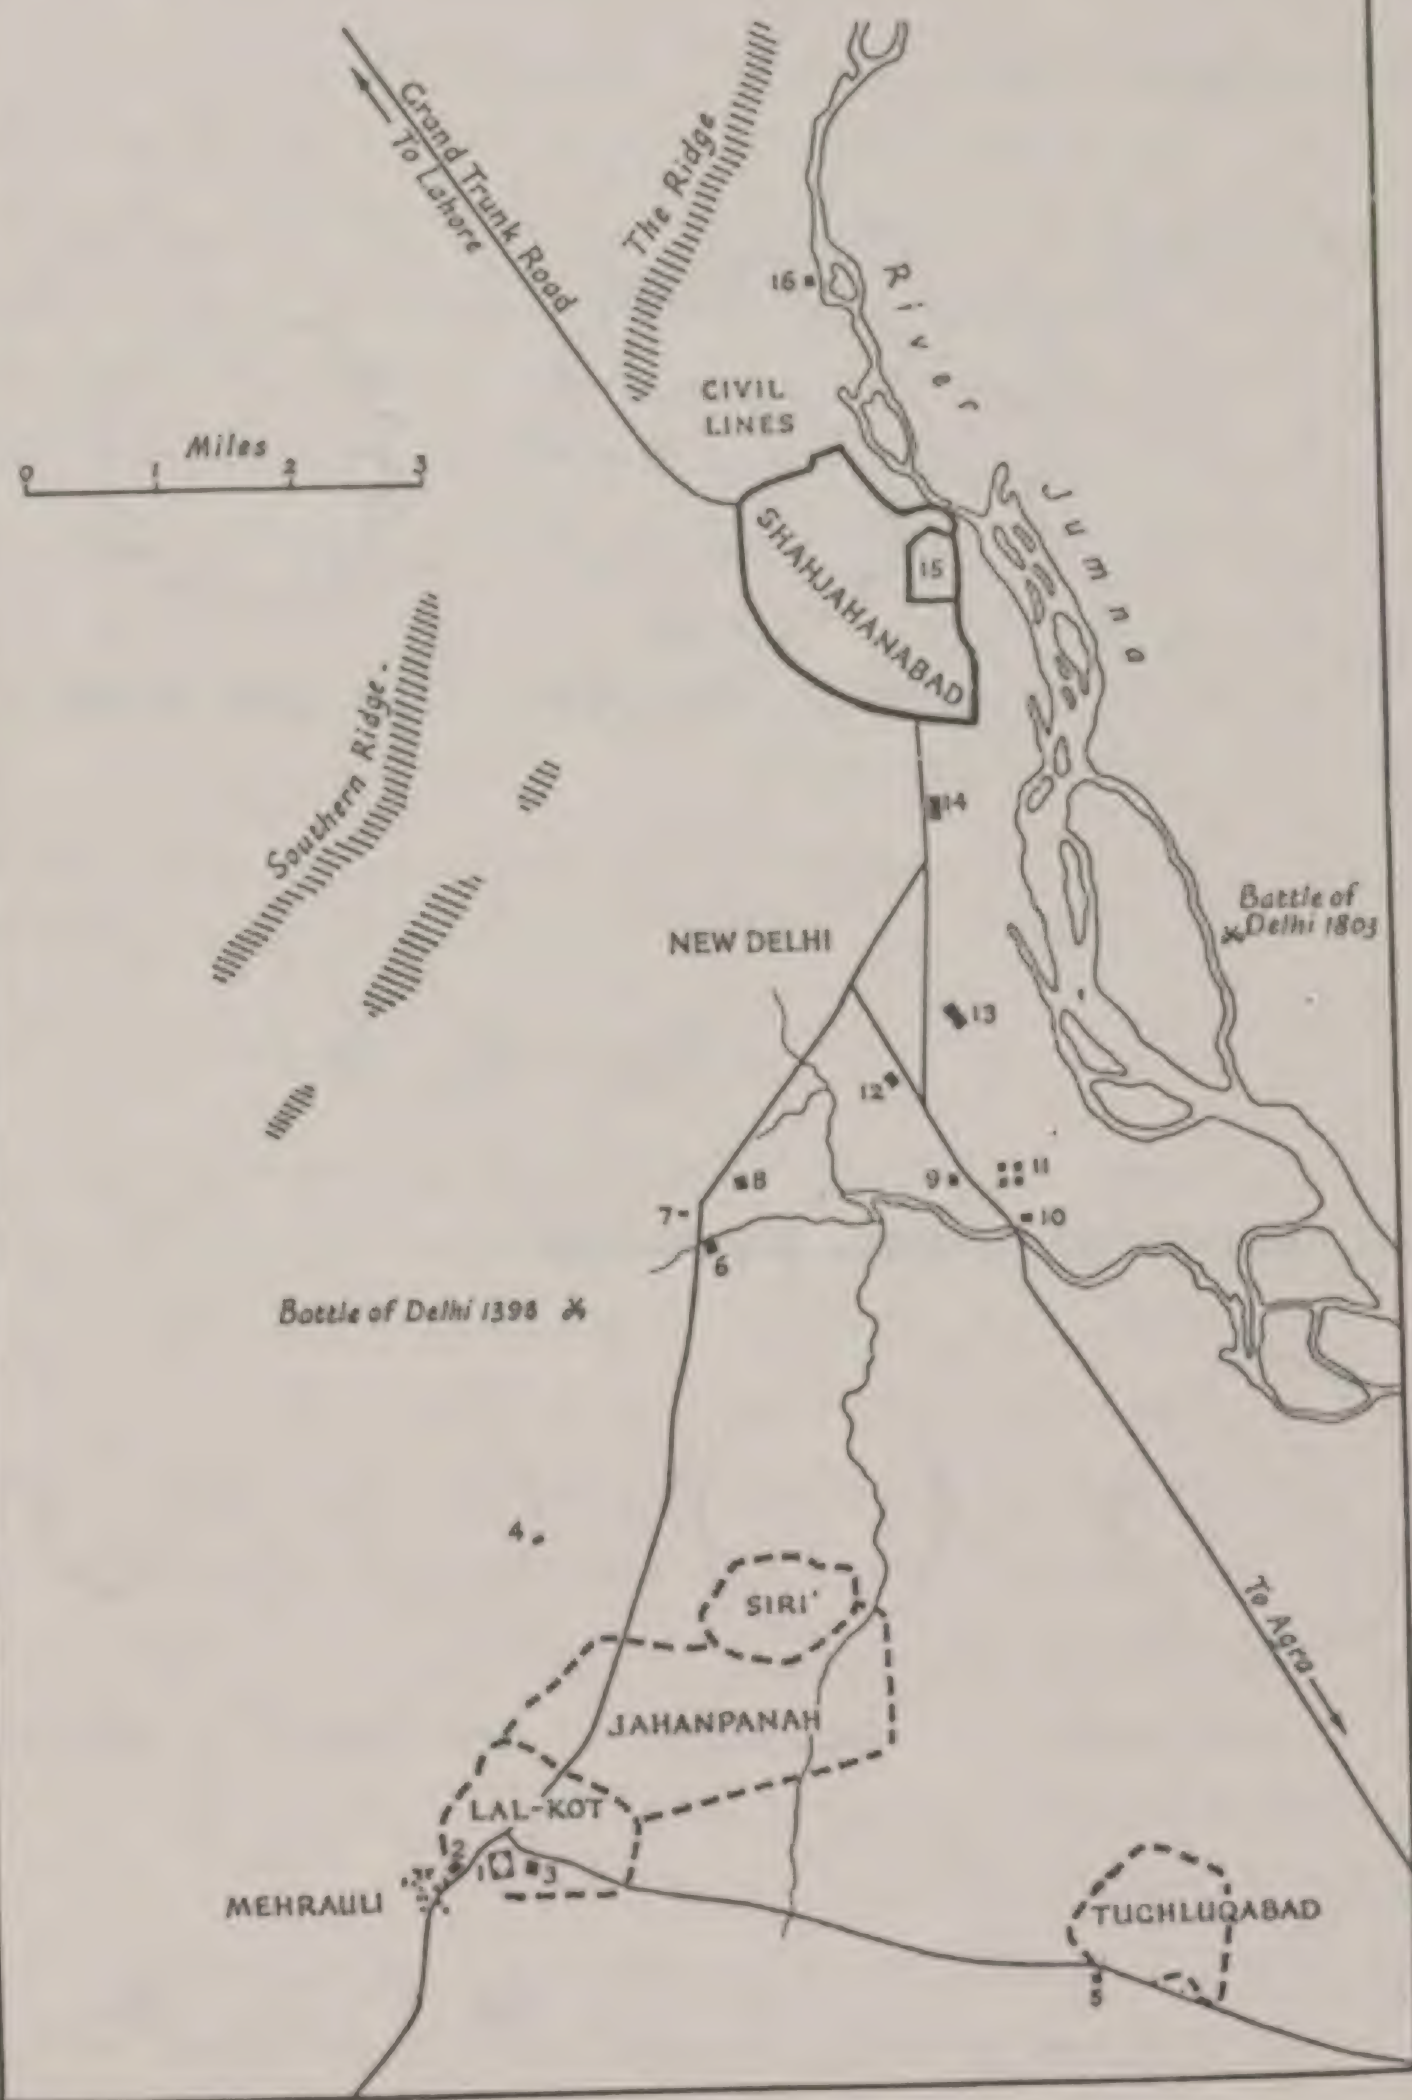 Grand Trunk Road
To Lahore
The Ridge
16
River Jumna
CIVIL
LINES
Miles
0 1 2 3
SHAHJAHANABAD
15
Southern Ridge
14
NEW DELHI
Battle of
Delhi 1803
13
12
11
8
9
7
10
6
Battle of Delhi 1398
4
SIRI
To Agra
JAHANPANAH
LAL-KOT
2
1
3
MEHRAULI
TUGHLUQABAD
5